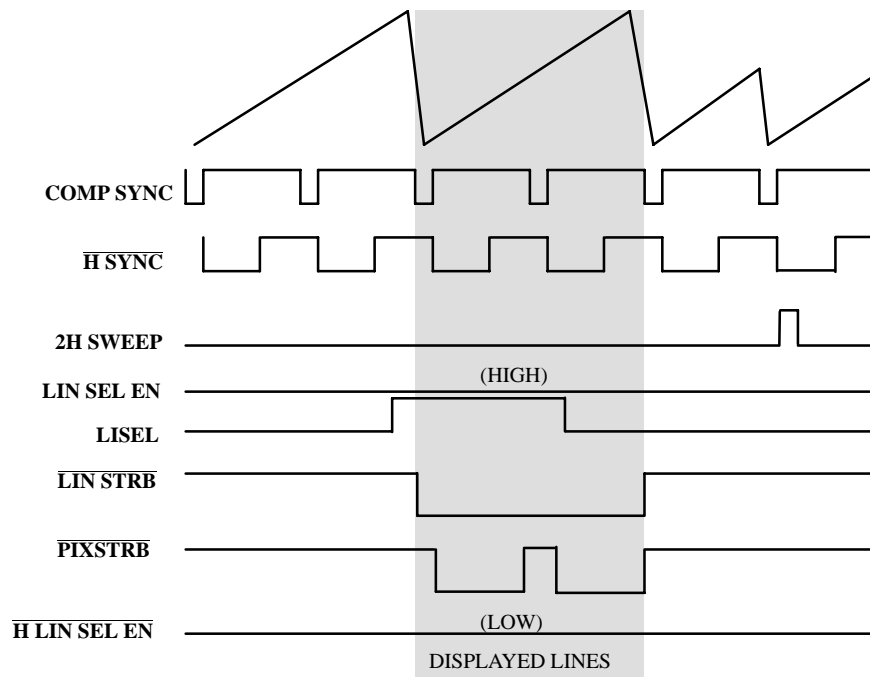 COMP SYNC
H SYNC
2H SWEEP
(HIGH)
LIN SEL EN
LISEL
LIN STRB
PIXSTRB
(LOW)
H LIN SEL EN
DISPLAYED LINES